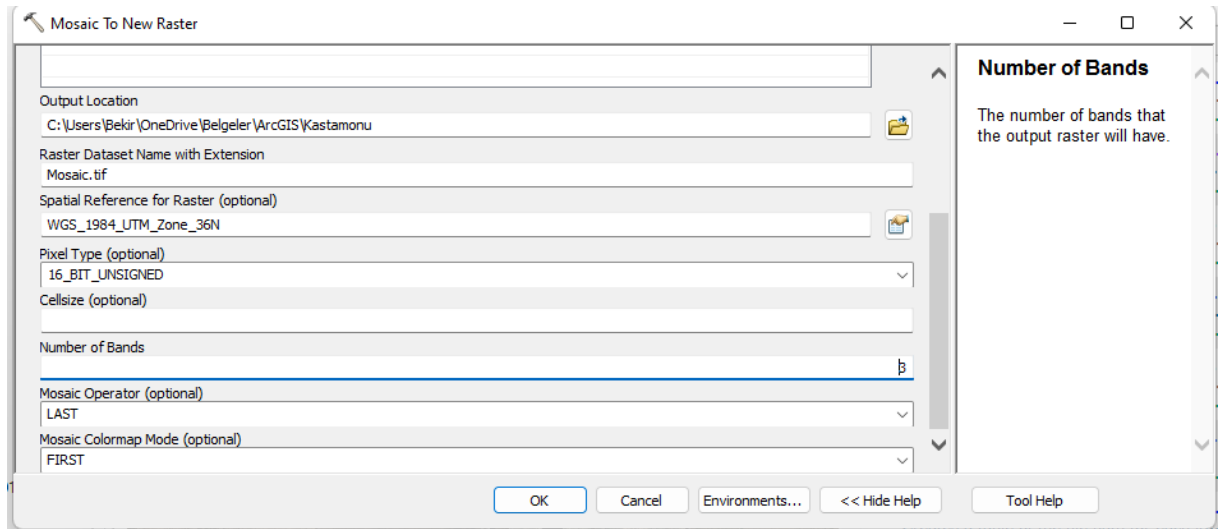 Mosaic To New Raster
Output Location
C:\Users\Bekir\OneDrive\Belgeler\ArcGIS\Kastamonu
Raster Dataset Name with Extension
Mosaic.tif
Spatial Reference for Raster (optional)
WGS_1984_UTM_Zone_36N
Pixel Type (optional)
16_BIT_UNSIGNED
Cellsize (optional)
Number of Bands
3
Mosaic Operator (optional)
LAST
Mosaic Colormap Mode (optional)
FIRST
Number of Bands
The number of bands that
the output raster will have.
OK
Cancel
Environments...
<< Hide Help
Tool Help